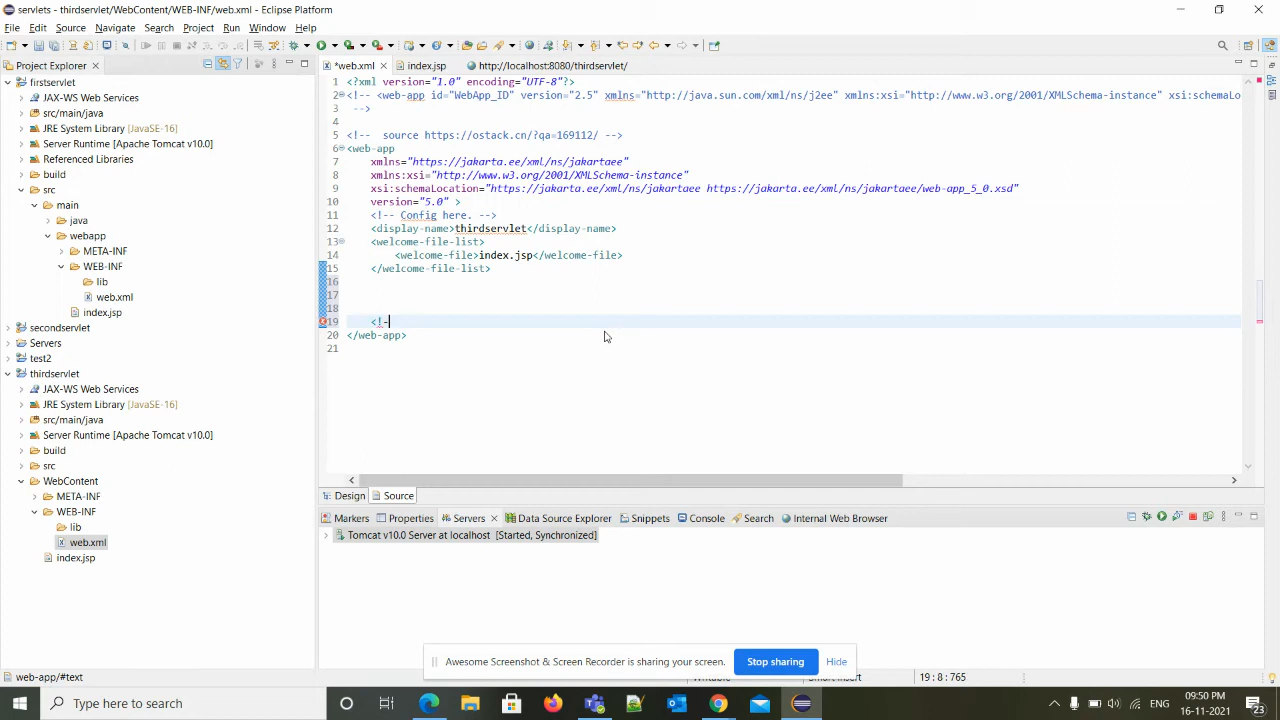 servlets - thirdservlet/WebContent/WEB-INF/web.xml - Eclipse Platform
File Edit Source Navigate Search Project Run Window Help
Project Explorer
firstservlet
JAX-WS Web Services
src/main/java
JRE System Library [JavaSE-16]
Server Runtime [Apache Tomcat v10.0]
Referenced Libraries
build
src
main
java
webapp
META-INF
WEB-INF
lib
web.xml
index.jsp
secondservlet
Servers
test2
thirdservlet
JAX-WS Web Services
JRE System Library [JavaSE-16]
src/main/java
Server Runtime [Apache Tomcat v10.0]
build
src
WebContent
META-INF
WEB-INF
lib
web.xml
index.jsp
*web.xml index.jsp http://localhost:8080/thirdservlet/
1 <?xml version="1.0" encoding="UTF-8"?>
2 <!-- <web-app id="WebApp_ID" version="2.5" xmlns="http://java.sun.com/xml/ns/j2ee" xmlns:xsi="http://www.w3.org/2001/XMLSchema-instance" xsi:schemaLo
3 -->
4
5 <!-- source https://ostack.cn/?qa=169112/ -->
6 <web-app
7 xmlns="https://jakarta.ee/xml/ns/jakartaee"
8 xmlns:xsi="http://www.w3.org/2001/XMLSchema-instance"
9 xsi:schemaLocation="https://jakarta.ee/xml/ns/jakartaee https://jakarta.ee/xml/ns/jakartaee/web-app_5_0.xsd"
10 version="5.0" >
11 <!-- Config here. -->
12 <display-name>thirdservlet</display-name>
13 <welcome-file-list>
14 <welcome-file>index.jsp</welcome-file>
15 </welcome-file-list>
16
17
18
19 <!-
20 </web-app>
21
Design Source
Markers Properties Servers Data Source Explorer Snippets Console Search Internal Web Browser
Tomcat v10.0 Server at localhost [Started, Synchronized]
Awesome Screenshot & Screen Recorder is sharing your screen. Stop sharing Hide
web-app/#text Writable Smart Insert 19 : 8 : 765
Type here to search
ENG
09:50 PM
16-11-2021
23